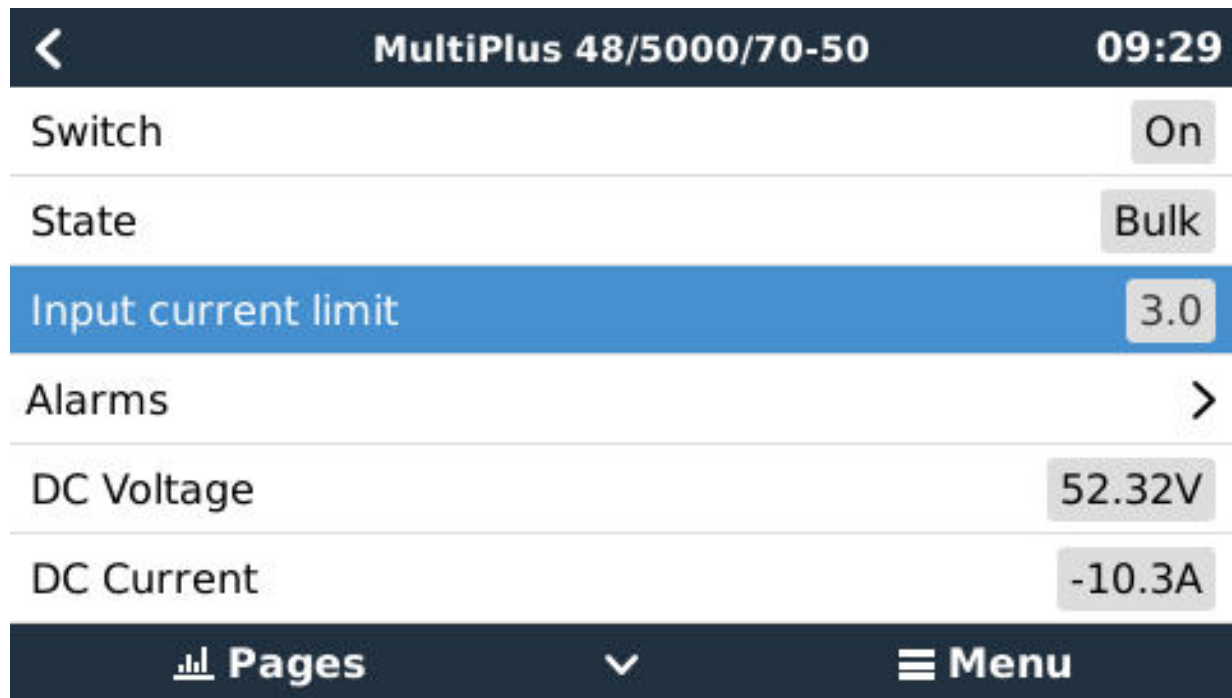 MultiPlus 48/5000/70-50 09:29
Switch On
State Bulk
Input current limit 3.0
Alarms
DC Voltage 52.32V
DC Current -10.3A
Pages Menu